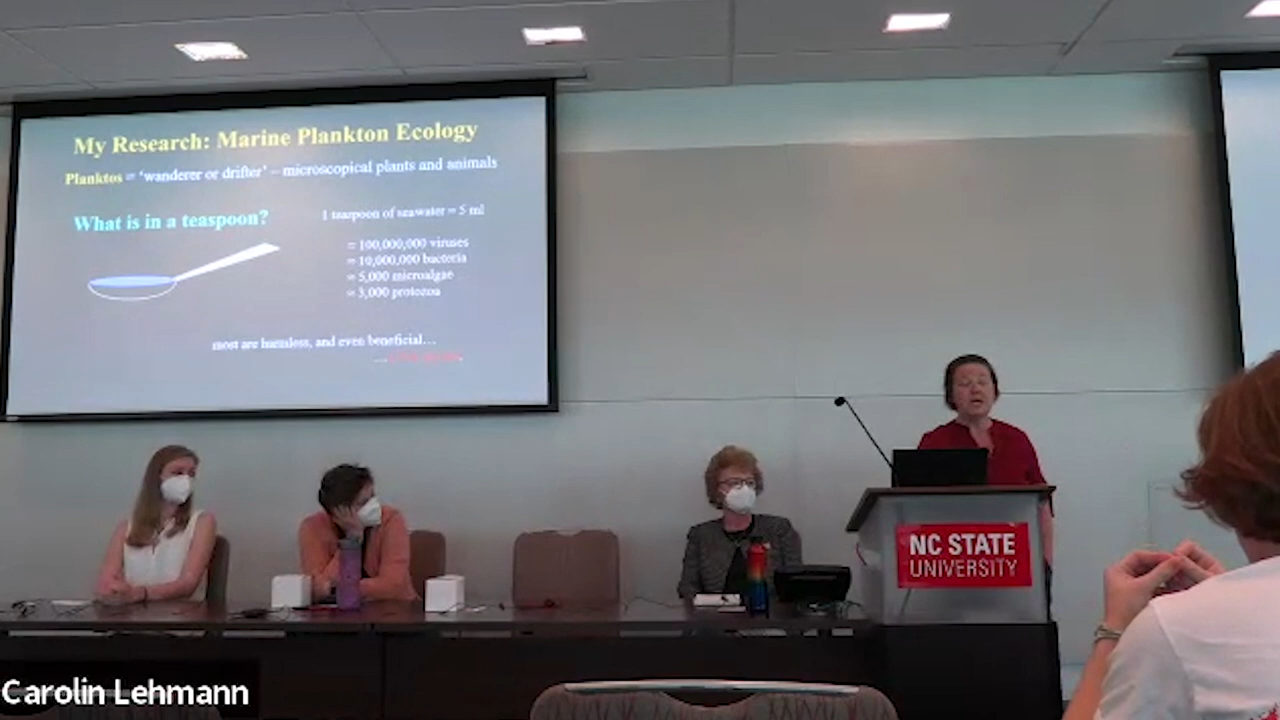 My Research: Marine Plankton Ecology
Planktos = ‘wanderer or drifter’ – microscopical plants and animals
What is in a teaspoon?
1 teaspoon of seawater = 5 ml
= 100,000,000 viruses
= 10,000,000 bacteria
= 5,000 microalgae
= 3,000 protozoa
most are harmless, and even beneficial…
NC STATE
UNIVERSITY
Carolin Lehmann